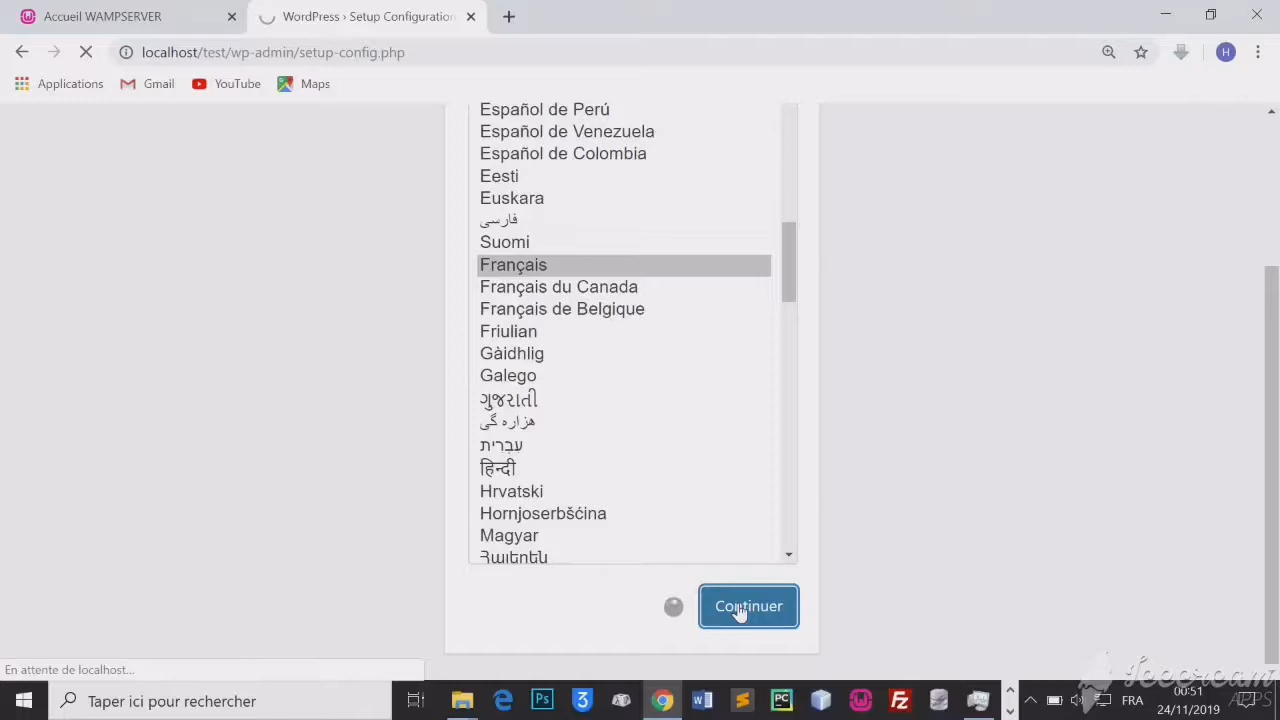 Accueil WAMPSERVER
WordPress › Setup Configuration
localhost/test/wp-admin/setup-config.php
H
Applications
Gmail
YouTube
Maps
Español de Perú
Español de Venezuela
Español de Colombia
Eesti
Euskara
فارسی
Suomi
Français
Français du Canada
Français de Belgique
Friulian
Gàidhlig
Galego
ગુજરાતી
هزاره گی
עִבְרִית
हिन्दी
Hrvatski
Hornjoserbšćina
Magyar
Հայերեն
Continuer
En attente de localhost...
Taper ici pour rechercher
FRA
00:51
24/11/2019
APPS